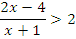 (2x − 4)/(x + 1) > 2